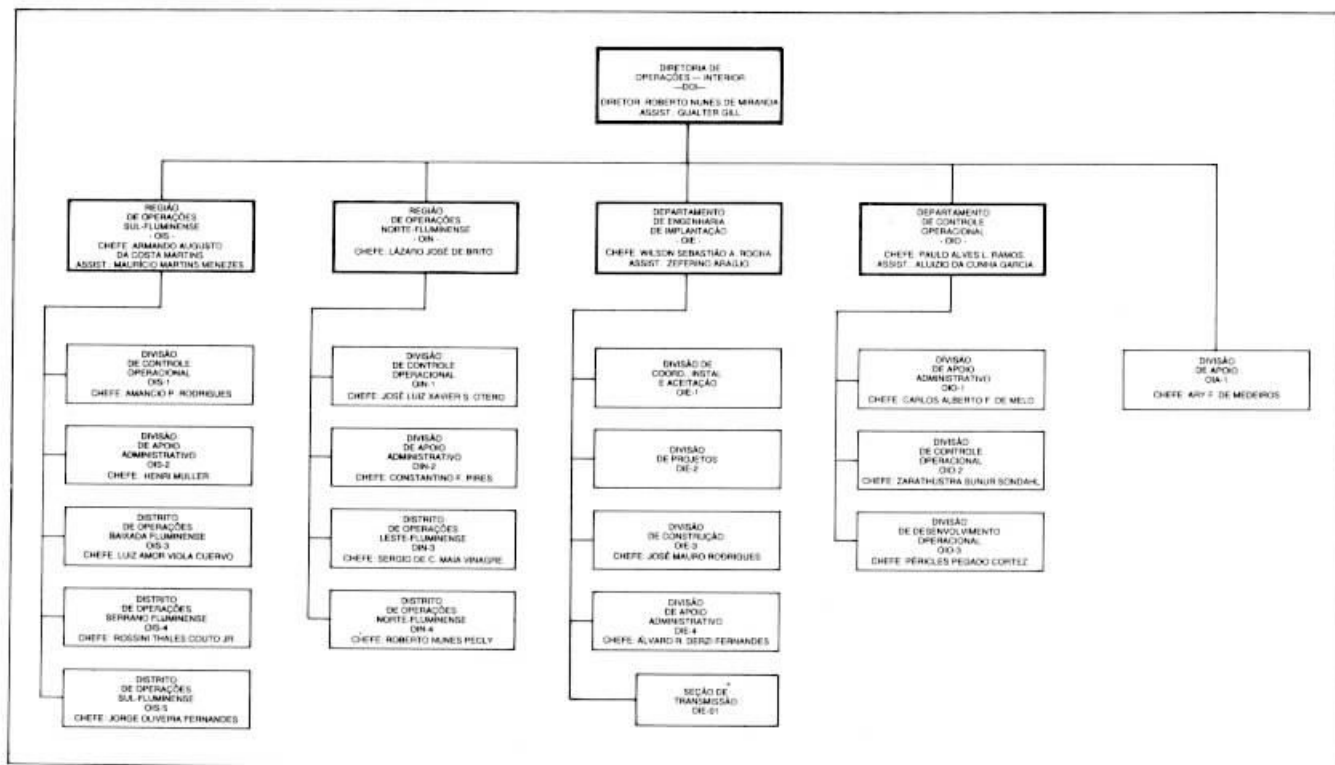 DIRETORIA DE
OPERAÇÕES — INTERIOR
—DOI—
DIRETOR: ROBERTO NUNES DE MIRANDA
ASSIST.: GUALTER GILL
REGIÃO
DE OPERAÇÕES
SUL-FLUMINENSE
- OIS -
CHEFE: ARMANDO AUGUSTO
DA COSTA MARTINS
ASSIST.: MAURÍCIO MARTINS MENEZES
REGIÃO
DE OPERAÇÕES
NORTE-FLUMINENSE
- OIN -
CHEFE: LÁZARO JOSÉ DE BRITO
DEPARTAMENTO
DE ENGENHARIA
DE IMPLANTAÇÃO
- OIE -
CHEFE: WILSON SEBASTIÃO A. ROCHA
ASSIST.: ZEFERINO ARAÚJO
DEPARTAMENTO
DE CONTROLE
OPERACIONAL
- OIO -
CHEFE: PAULO ALVES L. RAMOS
ASSIST.: ALUIZIO DA CUNHA GARCIA
DIVISÃO
DE CONTROLE
OPERACIONAL
OIS-1
CHEFE: AMANCIO P. RODRIGUES
DIVISÃO
DE APOIO
ADMINISTRATIVO
OIS-2
CHEFE: HENRI MULLER
DISTRITO
DE OPERAÇÕES
BAIXADA FLUMINENSE
OIS-3
CHEFE: LUIZ AMOR VIOLA CUERVO
DISTRITO
DE OPERAÇÕES
SERRANO FLUMINENSE
OIS-4
CHEFE: ROSSINI THALES COUTO JR
DISTRITO
DE OPERAÇÕES
SUL-FLUMINENSE
OIS-5
CHEFE: JORGE OLIVEIRA FERNANDES
DIVISÃO
DE CONTROLE
OPERACIONAL
OIN-1
CHEFE: JOSÉ LUIZ XAVIER S. OTERO
DIVISÃO
DE APOIO
ADMINISTRATIVO
OIN-2
CHEFE: CONSTANTINO F. PIRES
DISTRITO
DE OPERAÇÕES
LESTE-FLUMINENSE
OIN-3
CHEFE: SERGIO DE C. MAIA VINAGRE
DISTRITO
DE OPERAÇÕES
NORTE-FLUMINENSE
OIN-4
CHEFE: ROBERTO NUNES PECLY
DIVISÃO DE
COORD., INSTAL
E ACEITAÇÃO
OIE-1
DIVISÃO
DE PROJETOS
OIE-2
DIVISÃO
DE CONSTRUÇÃO
OIE-3
CHEFE: JOSÉ MAURO RODRIGUES
DIVISÃO
DE APOIO
ADMINISTRATIVO
OIE-4
CHEFE: ÁLVARO R. DERZI FERNANDES
SEÇÃO DE
TRANSMISSÃO
OIE-01
DIVISÃO
DE APOIO
ADMINISTRATIVO
OIO-1
CHEFE: CARLOS ALBERTO F. DE MELO
DIVISÃO
DE CONTROLE
OPERACIONAL
OIO-2
CHEFE: ZARATHUSTRA SUNUR SONDAHL
DIVISÃO
DE DESENVOLVIMENTO
OPERACIONAL
OIO-3
CHEFE: PÉRICLES PEGADO CORTEZ
DIVISÃO
DE APOIO
OIA-1
CHEFE: ARY F. DE MEDEIROS